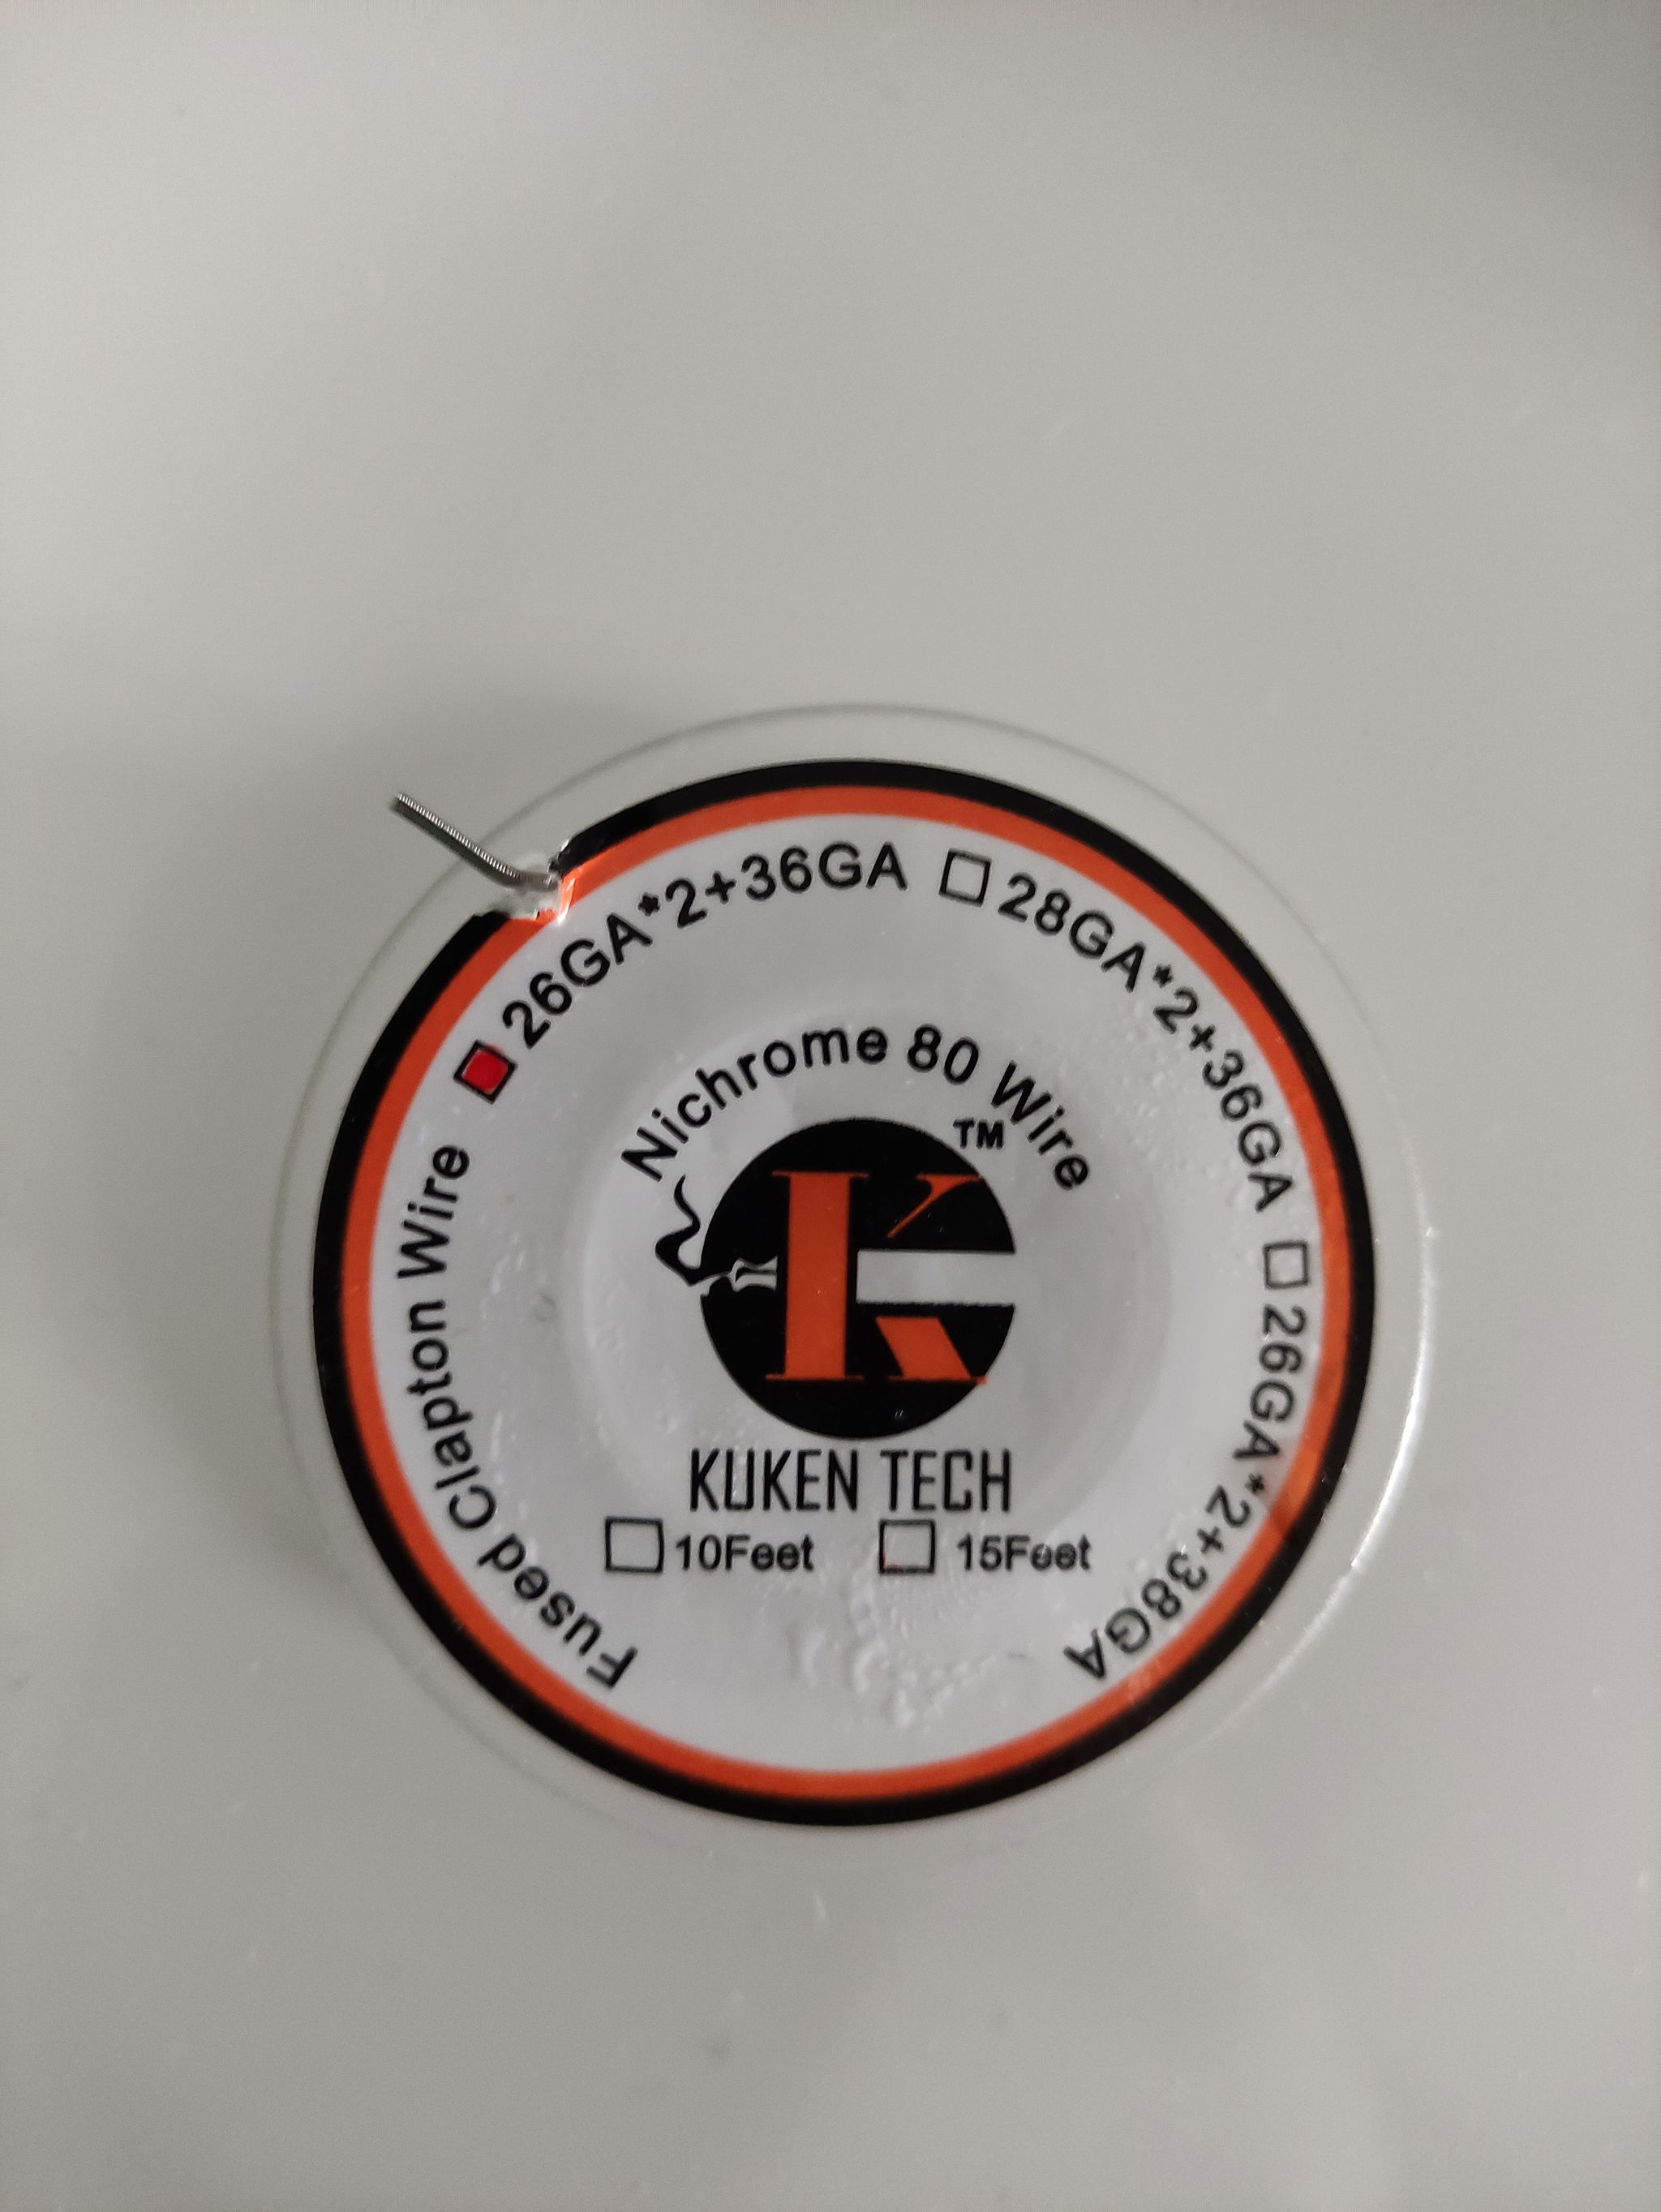 Fused Clapton Wire 26GA*2+36GA 28GA*2+36GA 26GA*2+38GA
Nichrome 80 Wire
TM
K
KUKEN TECH
10Feet 15Feet